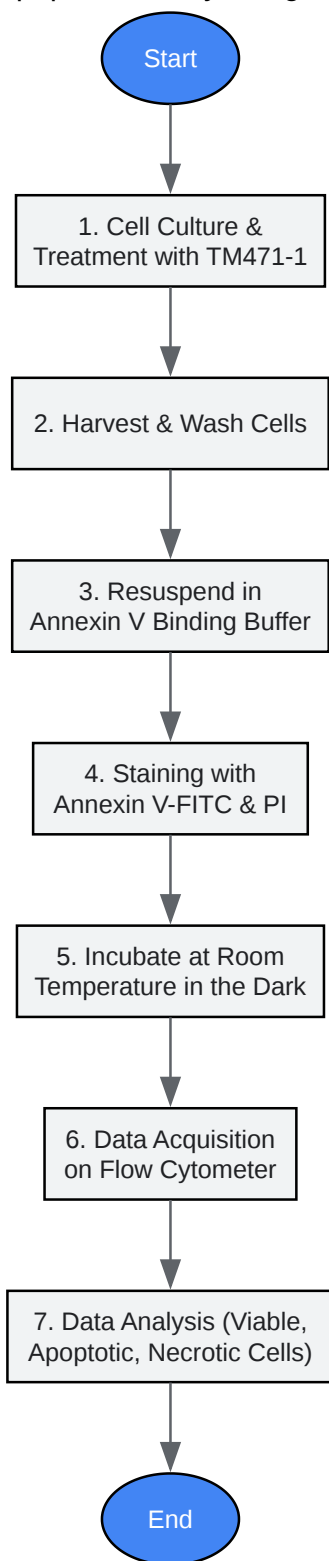 Start
1. Cell Culture &
Treatment with TM471-1
2. Harvest & Wash Cells
3. Resuspend in
Annexin V Binding Buffer
4. Staining with
Annexin V-FITC & PI
5. Incubate at Room
Temperature in the Dark
6. Data Acquisition
on Flow Cytometer
7. Data Analysis (Viable,
Apoptotic, Necrotic Cells)
End